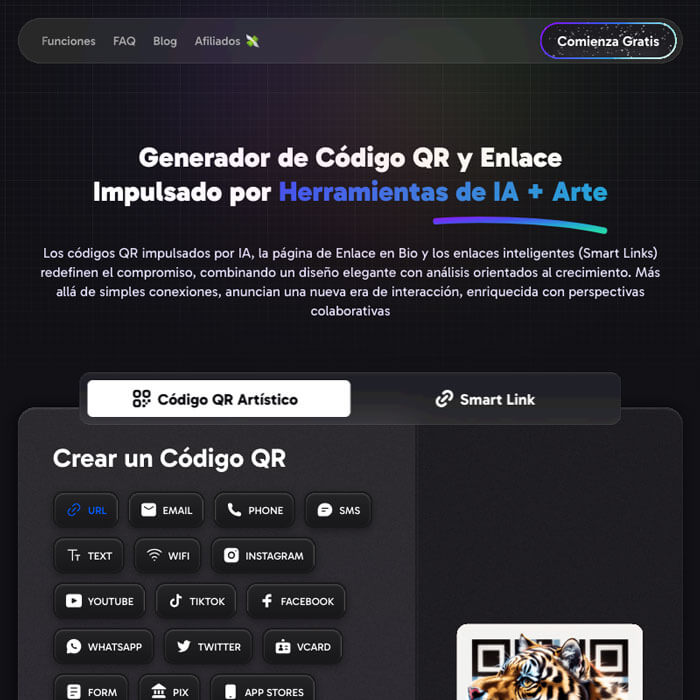 Funciones FAQ Blog Afiliados
Comienza Gratis
Generador de Código QR y Enlace
Impulsado por Herramientas de IA + Arte
Los códigos QR impulsados por IA, la página de Enlace en Bio y los enlaces inteligentes (Smart Links)
redefinen el compromiso, combinando un diseño elegante con análisis orientados al crecimiento. Más
allá de simples conexiones, anuncian una nueva era de interacción, enriquecida con perspectivas
colaborativas
Código QR Artístico
Smart Link
Crear un Código QR
URL EMAIL PHONE SMS
TEXT WIFI INSTAGRAM
YOUTUBE TIKTOK FACEBOOK
WHATSAPP TWITTER VCARD
FORM PIX APP STORES